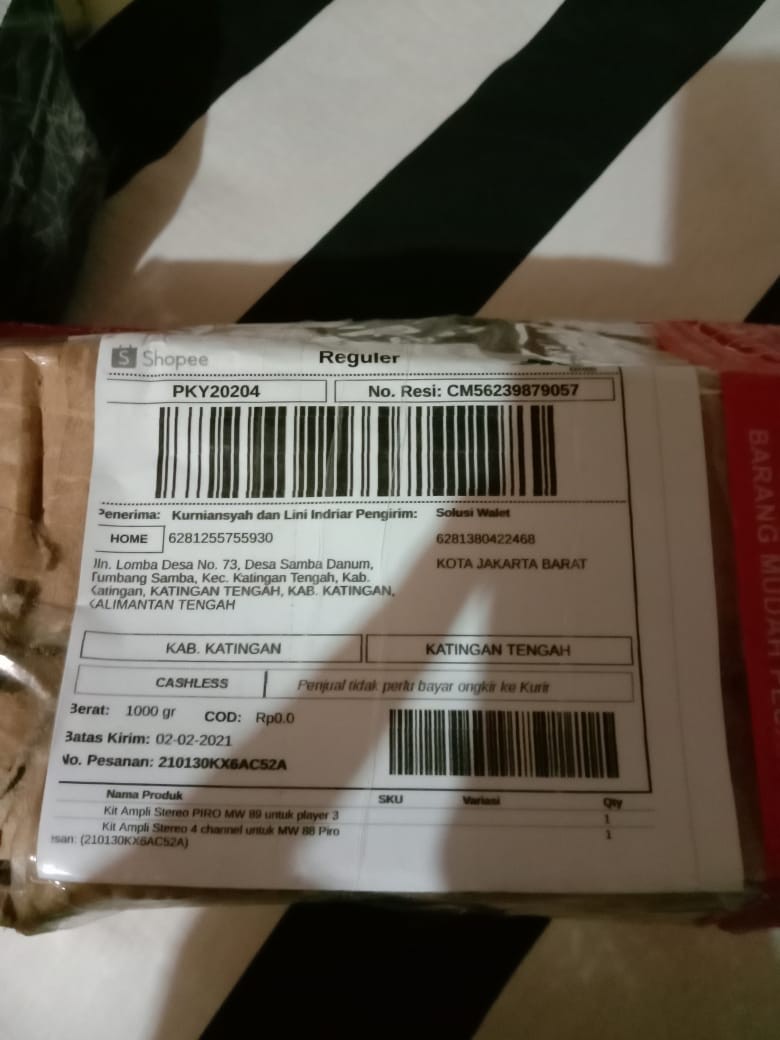 Shopee
Reguler
PKY20204
No. Resi: CM56239879057
Penerima: Kurniansyah dan Lini Indriar Pengirim: Solusi Walet
HOME 6281255755930 6281380422468
Jln. Lomba Desa No. 73, Desa Samba Danum, KOTA JAKARTA BARAT
Tumbang Samba, Kec. Katingan Tengah, Kab.
Katingan, KATINGAN TENGAH, KAB. KATINGAN,
KALIMANTAN TENGAH
KAB. KATINGAN KATINGAN TENGAH
CASHLESS Penjual tidak perlu bayar ongkir ke Kurir
Berat: 1000 gr COD: Rp0.0
Batas Kirim: 02-02-2021
No. Pesanan: 210130KX6AC52A
Nama Produk SKU Variasi Qty
Kit Ampli Stereo PIRO MW 89 untuk player 3 1
Kit Ampli Stereo 4 channel untuk MW 88 Piro 1
esan: (210130KX6AC52A)
BARANG MUDAH